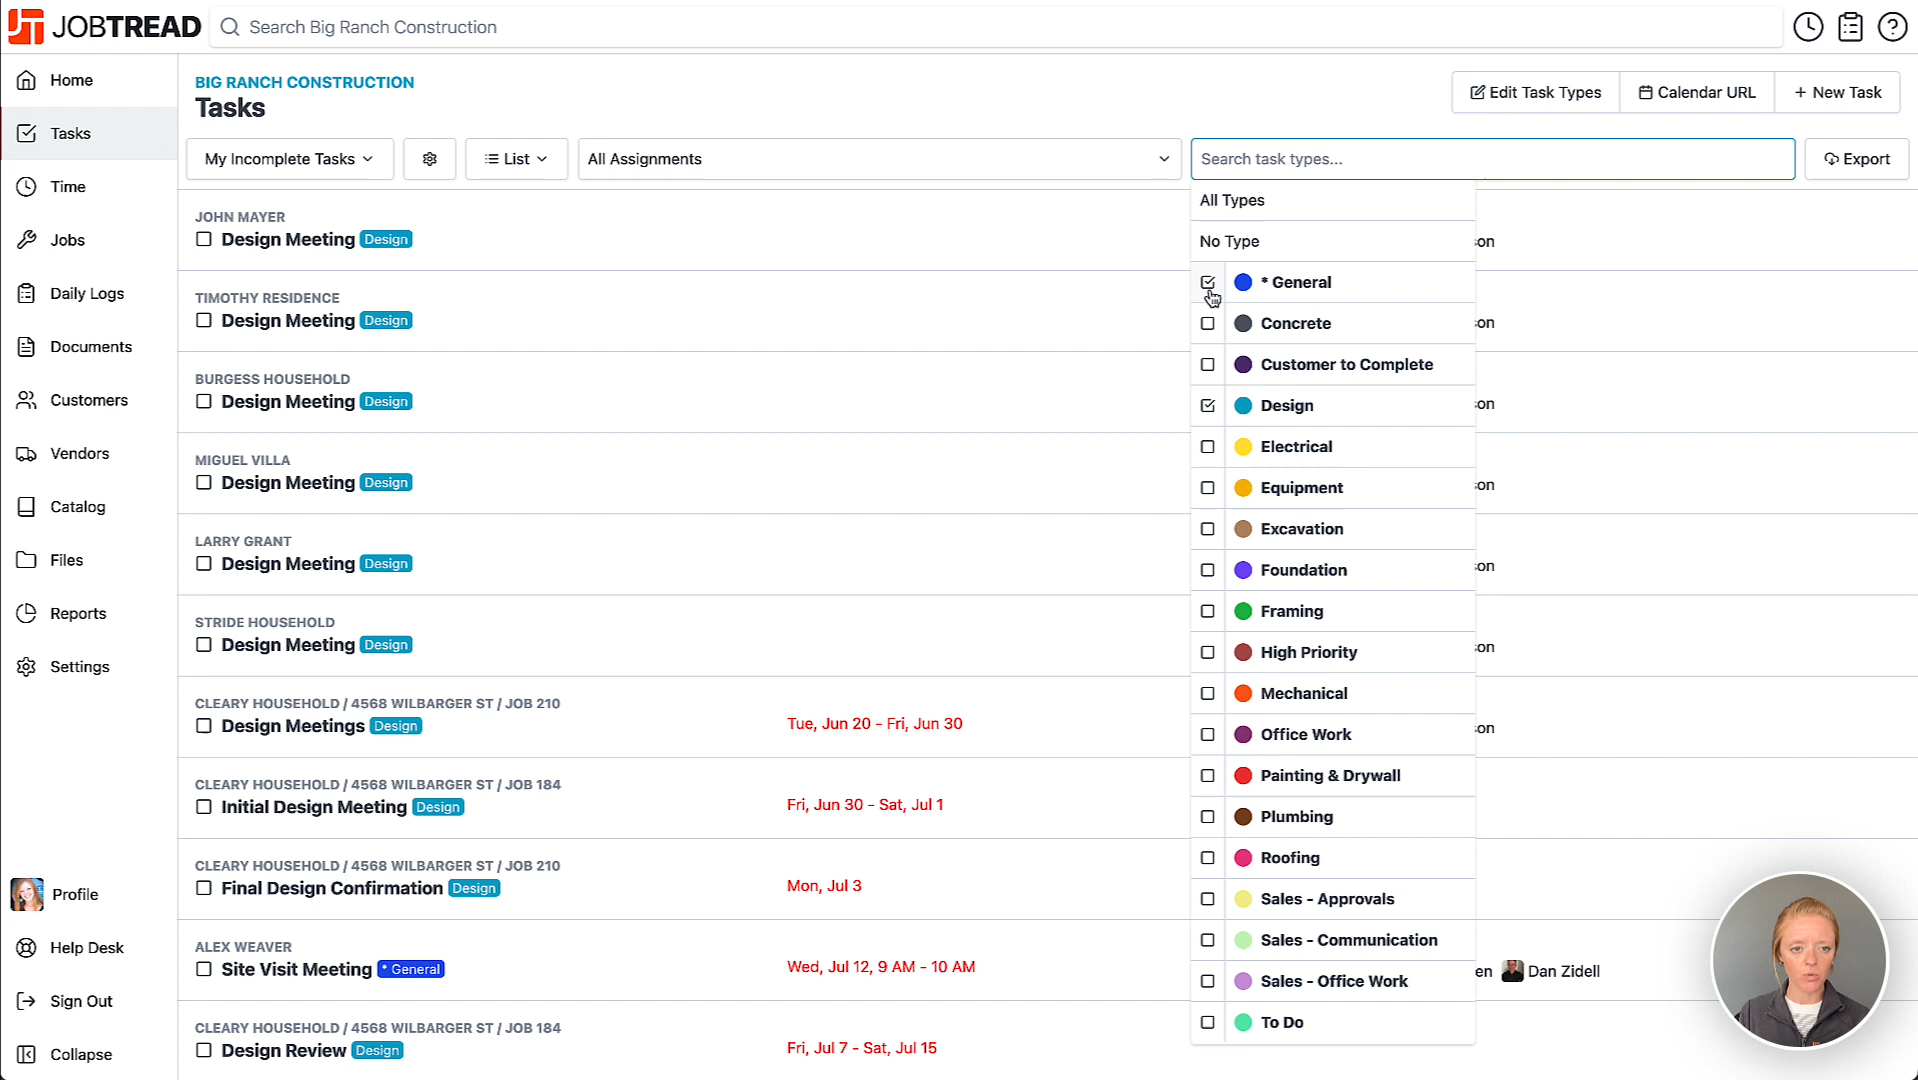 JOBTREAD
Search Big Ranch Construction
Home
Tasks
Time
Jobs
Daily Logs
Documents
Customers
Vendors
Catalog
Files
Reports
Settings
Profile
Help Desk
Sign Out
Collapse
BIG RANCH CONSTRUCTION
Tasks
Edit Task Types
Calendar URL
+ New Task
My Incomplete Tasks
List
All Assignments
Search task types...
Export
JOHN MAYER
Design Meeting Design
son
TIMOTHY RESIDENCE
Design Meeting Design
son
BURGESS HOUSEHOLD
Design Meeting Design
son
MIGUEL VILLA
Design Meeting Design
son
LARRY GRANT
Design Meeting Design
son
STRIDE HOUSEHOLD
Design Meeting Design
son
CLEARY HOUSEHOLD / 4568 WILBARGER ST / JOB 210
Design Meetings Design
Tue, Jun 20 - Fri, Jun 30
son
CLEARY HOUSEHOLD / 4568 WILBARGER ST / JOB 184
Initial Design Meeting Design
Fri, Jun 30 - Sat, Jul 1
CLEARY HOUSEHOLD / 4568 WILBARGER ST / JOB 210
Final Design Confirmation Design
Mon, Jul 3
ALEX WEAVER
Site Visit Meeting * General
Wed, Jul 12, 9 AM - 10 AM
en Dan Zidell
CLEARY HOUSEHOLD / 4568 WILBARGER ST / JOB 184
Design Review Design
Fri, Jul 7 - Sat, Jul 15
All Types
No Type
* General
Concrete
Customer to Complete
Design
Electrical
Equipment
Excavation
Foundation
Framing
High Priority
Mechanical
Office Work
Painting & Drywall
Plumbing
Roofing
Sales - Approvals
Sales - Communication
Sales - Office Work
To Do